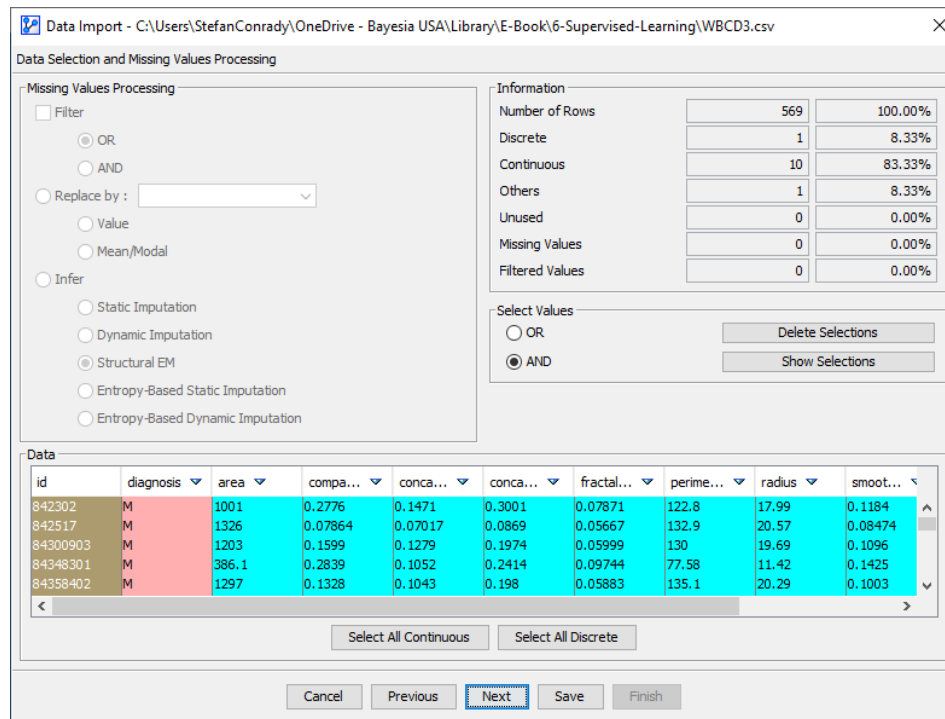 Data Import - C:\Users\StefanConrady\OneDrive - Bayesia USA\Library\E-Book\6-Supervised-Learning\WBCD3.csv
Data Selection and Missing Values Processing
Missing Values Processing
Filter
OR
AND
Replace by :
Value
Mean/Modal
Infer
Static Imputation
Dynamic Imputation
Structural EM
Entropy-Based Static Imputation
Entropy-Based Dynamic Imputation
Information
Number of Rows 569 100.00%
Discrete 1 8.33%
Continuous 10 83.33%
Others 1 8.33%
Unused 0 0.00%
Missing Values 0 0.00%
Filtered Values 0 0.00%
Select Values
OR Delete Selections
AND Show Selections
Data
id diagnosis area compa... conca... conca... fractal... perime... radius smoot...
842302 M 1001 0.2776 0.1471 0.3001 0.07871 122.8 17.99 0.1184
842517 M 1326 0.07864 0.07017 0.0869 0.05667 132.9 20.57 0.08474
84300903 M 1203 0.1599 0.1279 0.1974 0.05999 130 19.69 0.1096
84348301 M 386.1 0.2839 0.1052 0.2414 0.09744 77.58 11.42 0.1425
84358402 M 1297 0.1328 0.1043 0.198 0.05883 135.1 20.29 0.1003
Select All Continuous Select All Discrete
Cancel Previous Next Save Finish